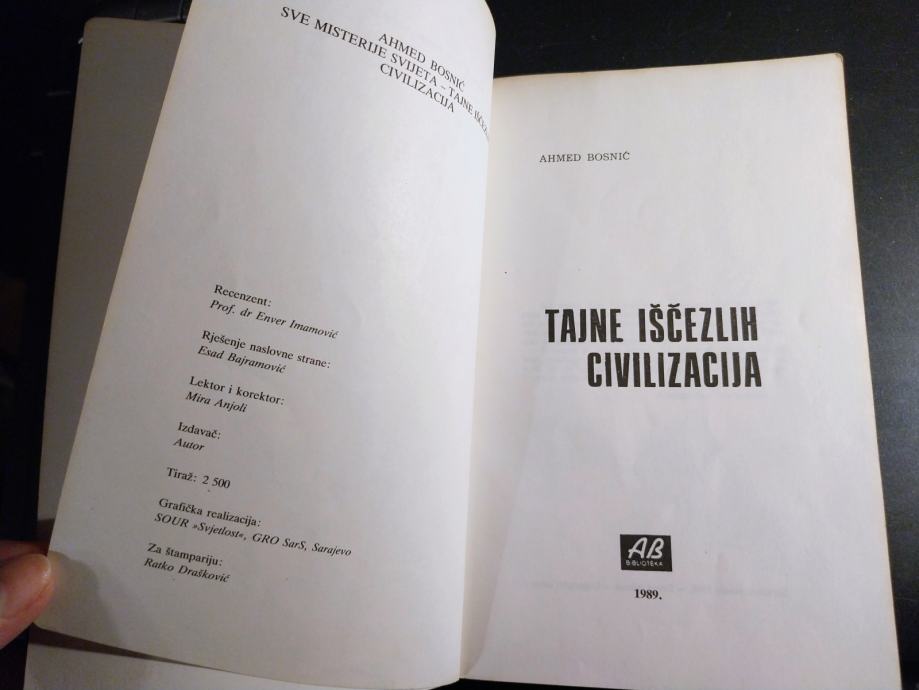 AHMED BOSNIĆ
SVE MISTERIJE SVIJETA – TAJNE
CIVILIZACIJA
Recenzent:
Prof. dr Enver Imamović
Rješenje naslovne strane:
Esad Bajramović
Lektor i korektor:
Mira Anjoli
Izdavač:
Autor
Tiraž: 2 500
Grafička realizacija:
SOUR »Svjetlost«, GRO SarS, Sarajevo
Za štampariju:
Ratko Drašković
AHMED BOSNIĆ
TAJNE IŠČEZLIH
CIVILIZACIJA
AB
BIBLIOTEKA
1989.